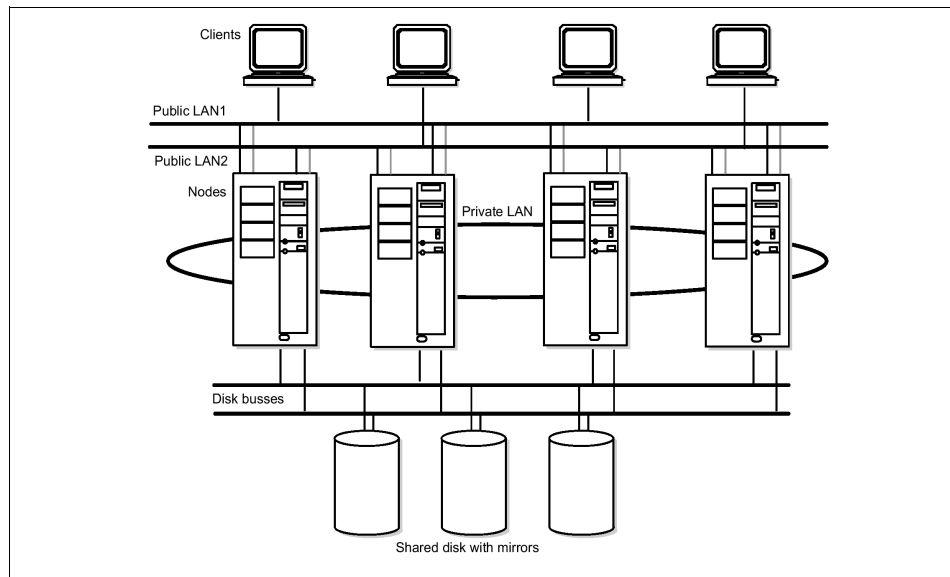 Clients
Public LAN1
Public LAN2
Nodes
Private LAN
Disk busses
Shared disk with mirrors